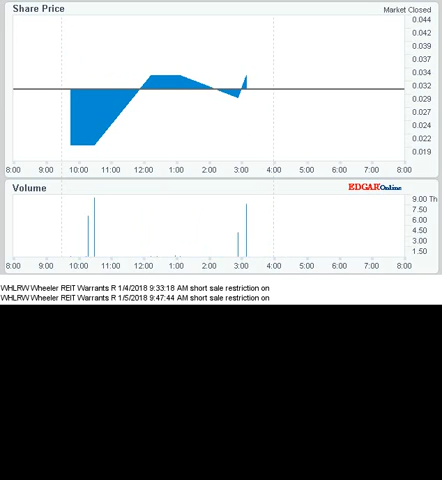 Share Price
Market Closed
0.044
0.042
0.039
0.037
0.034
0.032
0.029
0.027
0.024
0.022
0.019
8:00 9:00 10:00 11:00 12:00 1:00 2:00 3:00 4:00 5:00 6:00 7:00 8:00
Volume
EDGAROnline
9.00 Th
7.50
6.00
4.50
3.00
1.50
8:00 9:00 10:00 11:00 12:00 1:00 2:00 3:00 4:00 5:00 6:00 7:00 8:00
WHLRW Wheeler REIT Warrants R 1/4/2018 9:33:18 AM short sale restriction on
WHLRW Wheeler REIT Warrants R 1/5/2018 9:47:44 AM short sale restriction on